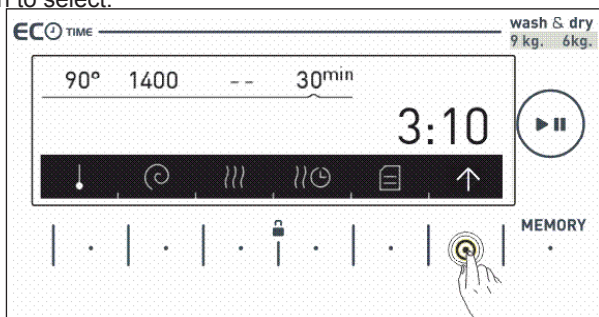 n to select.
ECO TIME
wash & dry
9 kg. 6kg.
90° 1400 -- 30min
3:10
MEMORY